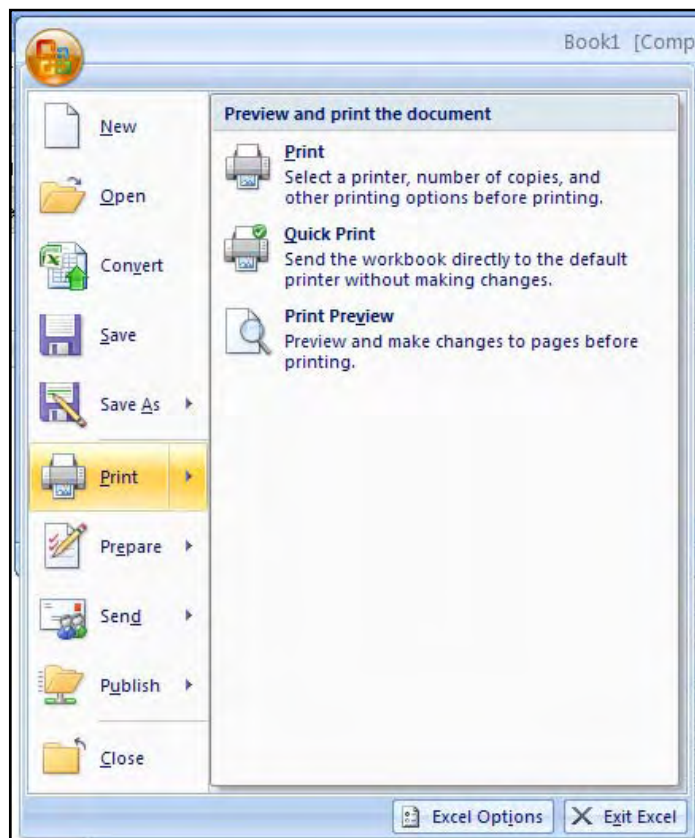 Book1 [Comp
New
Open
Convert
Save
Save As
Print
Prepare
Send
Publish
Close
Preview and print the document
Print
Select a printer, number of copies, and
other printing options before printing.
Quick Print
Send the workbook directly to the default
printer without making changes.
Print Preview
Preview and make changes to pages before
printing.
Excel Options
Exit Excel